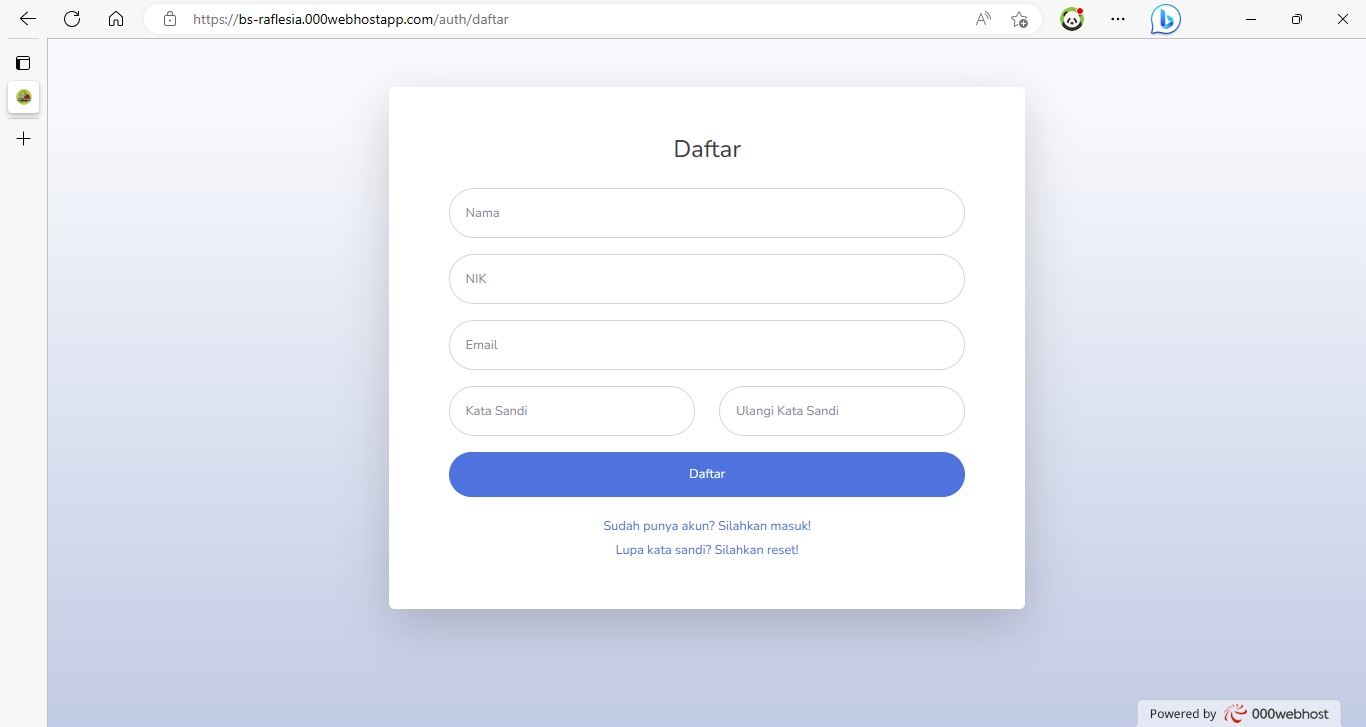 https://bs-raflesia.000webhostapp.com/auth/daftar
Daftar
Nama
NIK
Email
Kata Sandi
Ulangi Kata Sandi
Daftar
Sudah punya akun? Silahkan masuk!
Lupa kata sandi? Silahkan reset!
Powered by 000webhost